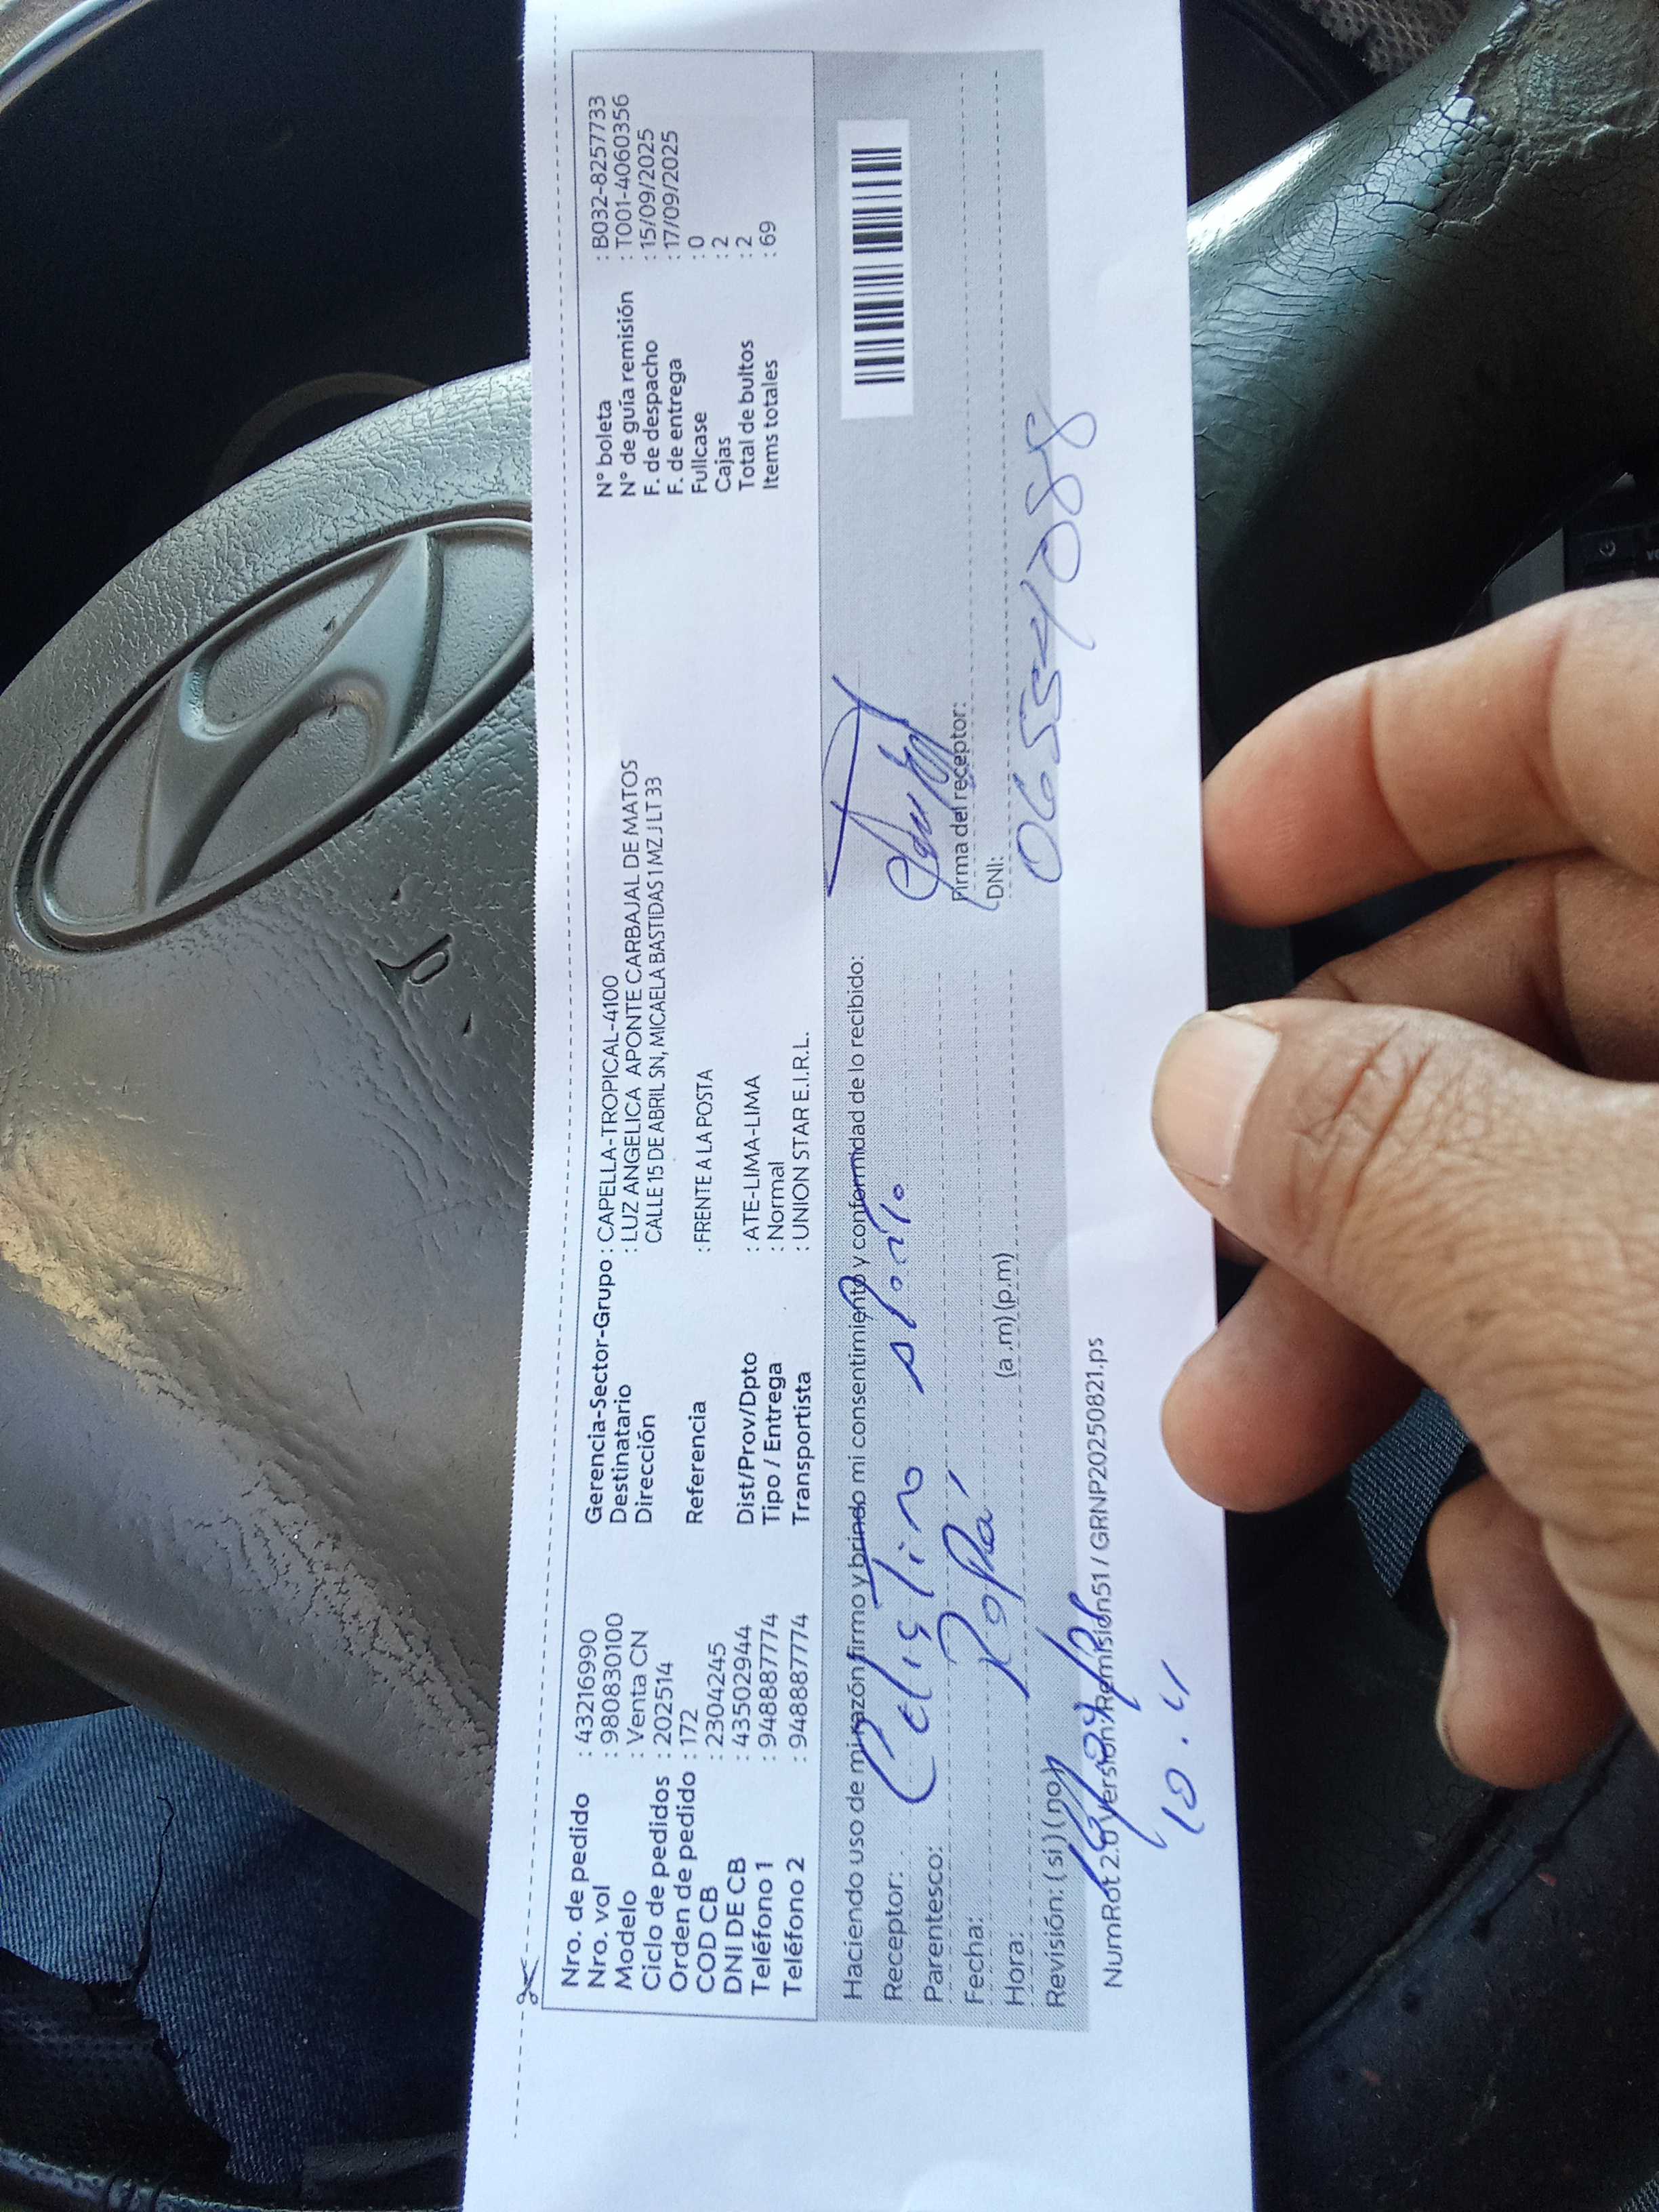 Nro. de pedido : 43216990
Nro. vol : 980830100
Modelo : Venta CN
Ciclo de pedidos : 202514
Orden de pedido : 172
COD CB : 2304245
DNI DE CB : 43502944
Teléfono 1 : 948887774
Teléfono 2 : 948887774
Gerencia-Sector-Grupo : CAPELLA-TROPICAL-4100
Destinatario : LUZ ANGELICA APONTE CARBAJAL DE MATOS
Dirección CALLE 15 DE ABRIL SN, MICAELA BASTIDAS 1 MZ J LT 33
Referencia : FRENTE A LA POSTA
Dist/Prov/Dpto : ATE-LIMA-LIMA
Tipo / Entrega : Normal
Transportista : UNION STAR E.I.R.L.
N° boleta : B032-8257733
N° de guía remisión : T001-4060356
F. de despacho : 15/09/2025
F. de entrega : 17/09/2025
Fullcase : 0
Cajas : 2
Total de bultos : 2
Items totales : 69
Haciendo uso de mi razón firmo y brindo mi consentimiento y conformidad de lo recibido:
Receptor:
Parentesco: Papá
Fecha:
Hora: (a.m) (p.m)
Revisión: ( si ) ( no )
Firma del receptor:
DNI: 06554088
NumRot 2.0 Versión: Remision51 / GRNP20250821.ps